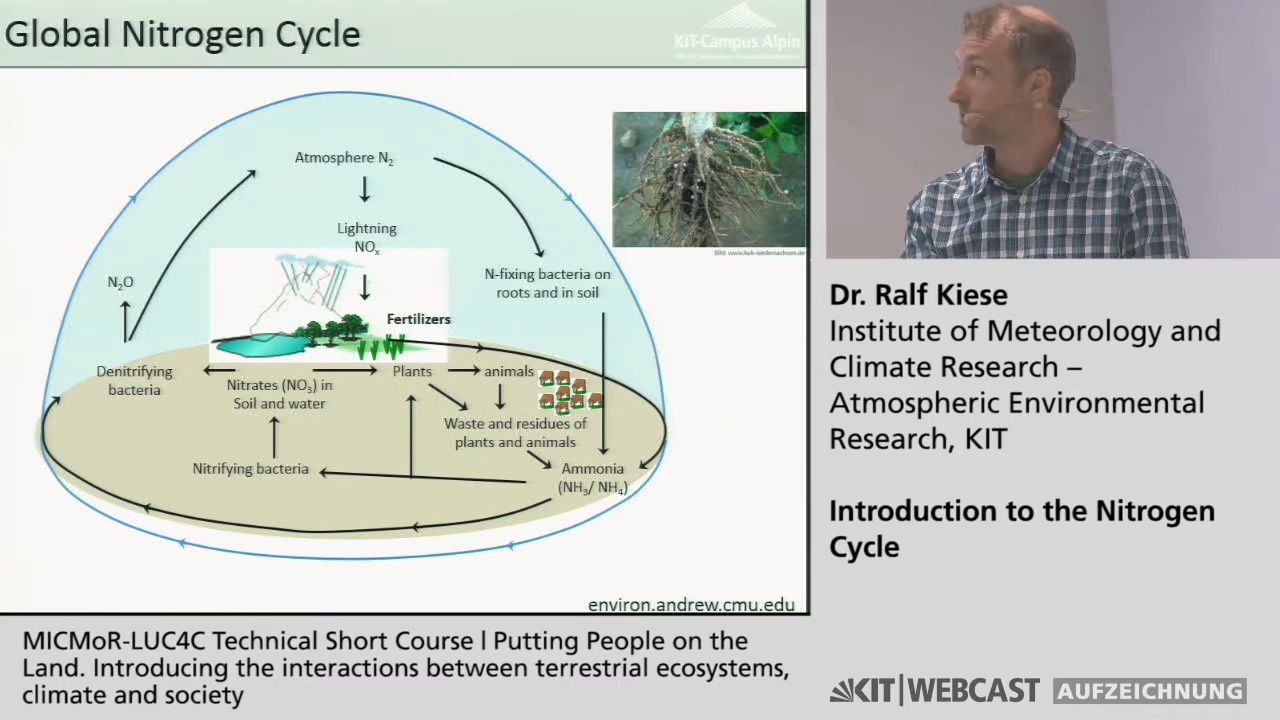 Global Nitrogen Cycle
KIT-Campus Alpin
Atmosphere N₂
Lightning
NOₓ
N₂O
N-fixing bacteria on
roots and in soil
Fertilizers
Denitrifying
bacteria
Nitrates (NO₃) in
Soil and water
Plants
animals
Waste and residues of
plants and animals
Nitrifying bacteria
Ammonia
(NH₃/ NH₄)
environ.andrew.cmu.edu
Dr. Ralf Kiese
Institute of Meteorology and
Climate Research –
Atmospheric Environmental
Research, KIT
Introduction to the Nitrogen
Cycle
MICMoR-LUC4C Technical Short Course | Putting People on the
Land. Introducing the interactions between terrestrial ecosystems,
climate and society
KIT|WEBCAST AUFZEICHNUNG